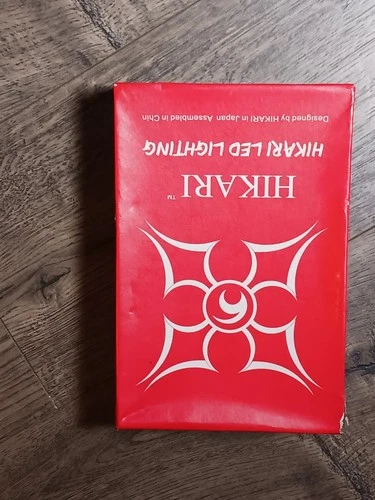 HIKARI™
HIKARI LED LIGHTING
Designed by HIKARI in Japan Assembled in Chin